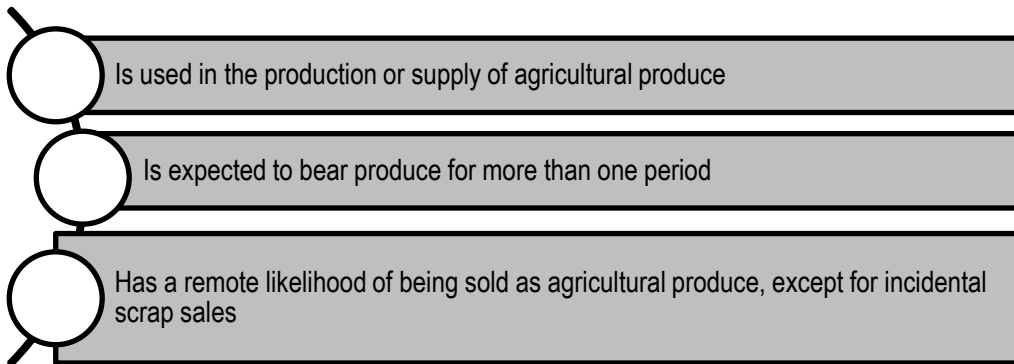 Is used in the production or supply of agricultural produce
Is expected to bear produce for more than one period
Has a remote likelihood of being sold as agricultural produce, except for incidental
scrap sales